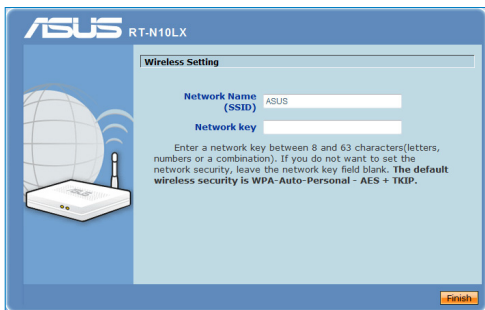 ASUS RT-N10LX
Wireless Setting
Network Name
(SSID)
ASUS
Network key
Enter a network key between 8 and 63 characters(letters,
numbers or a combination). If you do not want to set the
network security, leave the network key field blank. The default
wireless security is WPA-Auto-Personal - AES + TKIP.
ASUS
Finish